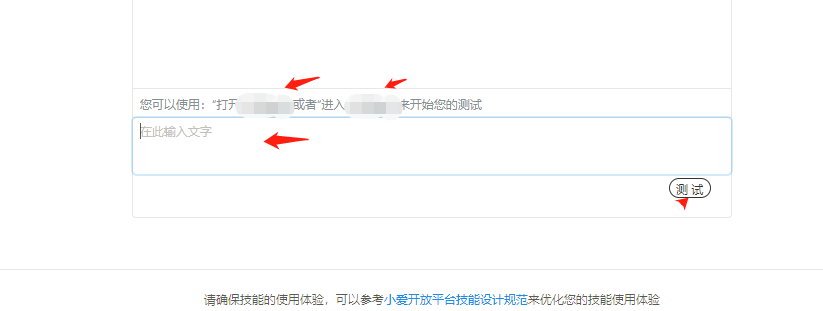 您可以使用："打开 或者"进入 来开始您的测试
在此输入文字
测 试
请确保技能的使用体验，可以参考小爱开放平台技能设计规范来优化您的技能使用体验